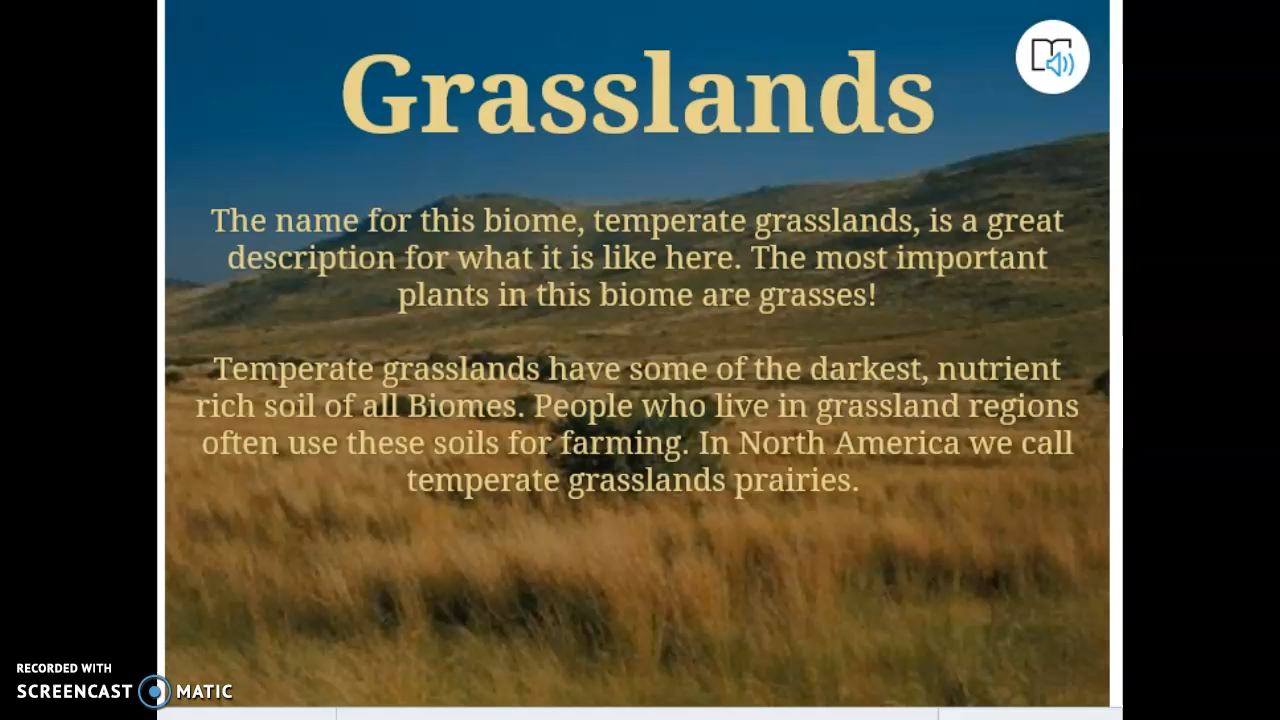 Grasslands
The name for this biome, temperate grasslands, is a great
description for what it is like here. The most important
plants in this biome are grasses!
Temperate grasslands have some of the darkest, nutrient
rich soil of all Biomes. People who live in grassland regions
often use these soils for farming. In North America we call
temperate grasslands prairies.
RECORDED WITH
SCREENCAST MATIC